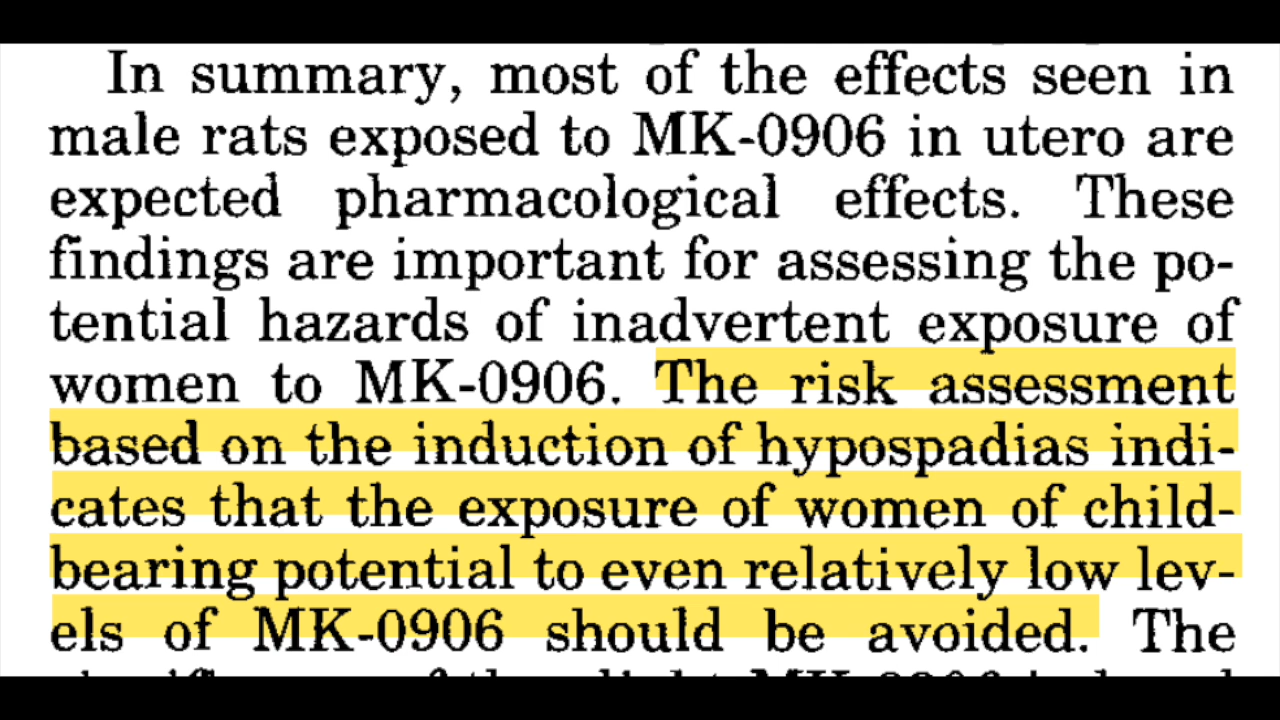 In summary, most of the effects seen in
male rats exposed to MK-0906 in utero are
expected pharmacological effects. These
findings are important for assessing the po-
tential hazards of inadvertent exposure of
women to MK-0906. The risk assessment
based on the induction of hypospadias indi-
cates that the exposure of women of child-
bearing potential to even relatively low lev-
els of MK-0906 should be avoided. The